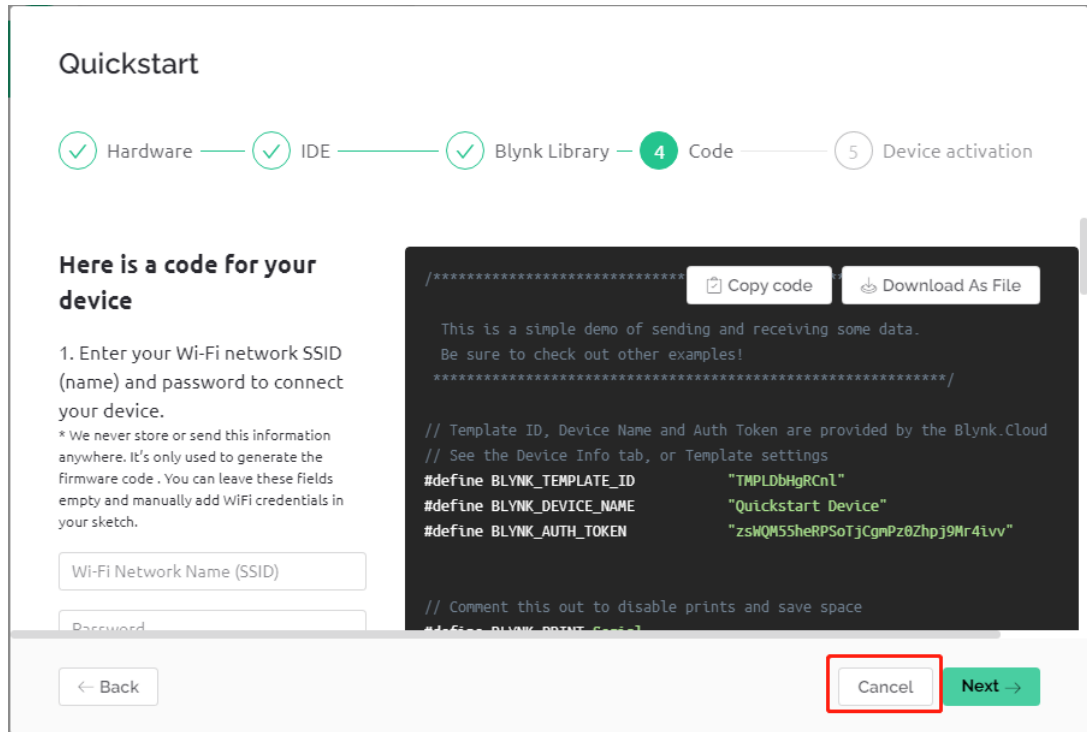 Quickstart
Hardware
IDE
Blynk Library
4
Code
5
Device activation
Here is a code for your
device
1. Enter your Wi-Fi network SSID
(name) and password to connect
your device.
* We never store or send this information
anywhere. It's only used to generate the
firmware code . You can leave these fields
empty and manually add WiFi credentials in
your sketch.
Wi-Fi Network Name (SSID)
Password
Copy code
Download As File
/*******************************
This is a simple demo of sending and receiving some data.
Be sure to check out other examples!
*************************************************************/
// Template ID, Device Name and Auth Token are provided by the Blynk.Cloud
// See the Device Info tab, or Template settings
#define BLYNK_TEMPLATE_ID "TMPLDbHgRCnl"
#define BLYNK_DEVICE_NAME "Quickstart Device"
#define BLYNK_AUTH_TOKEN "zsWQM55heRPSoTjCgmPz0Zhpj9Mr4ivv"
// Comment this out to disable prints and save space
#define BLYNK_PRINT Serial
← Back
Cancel
Next →